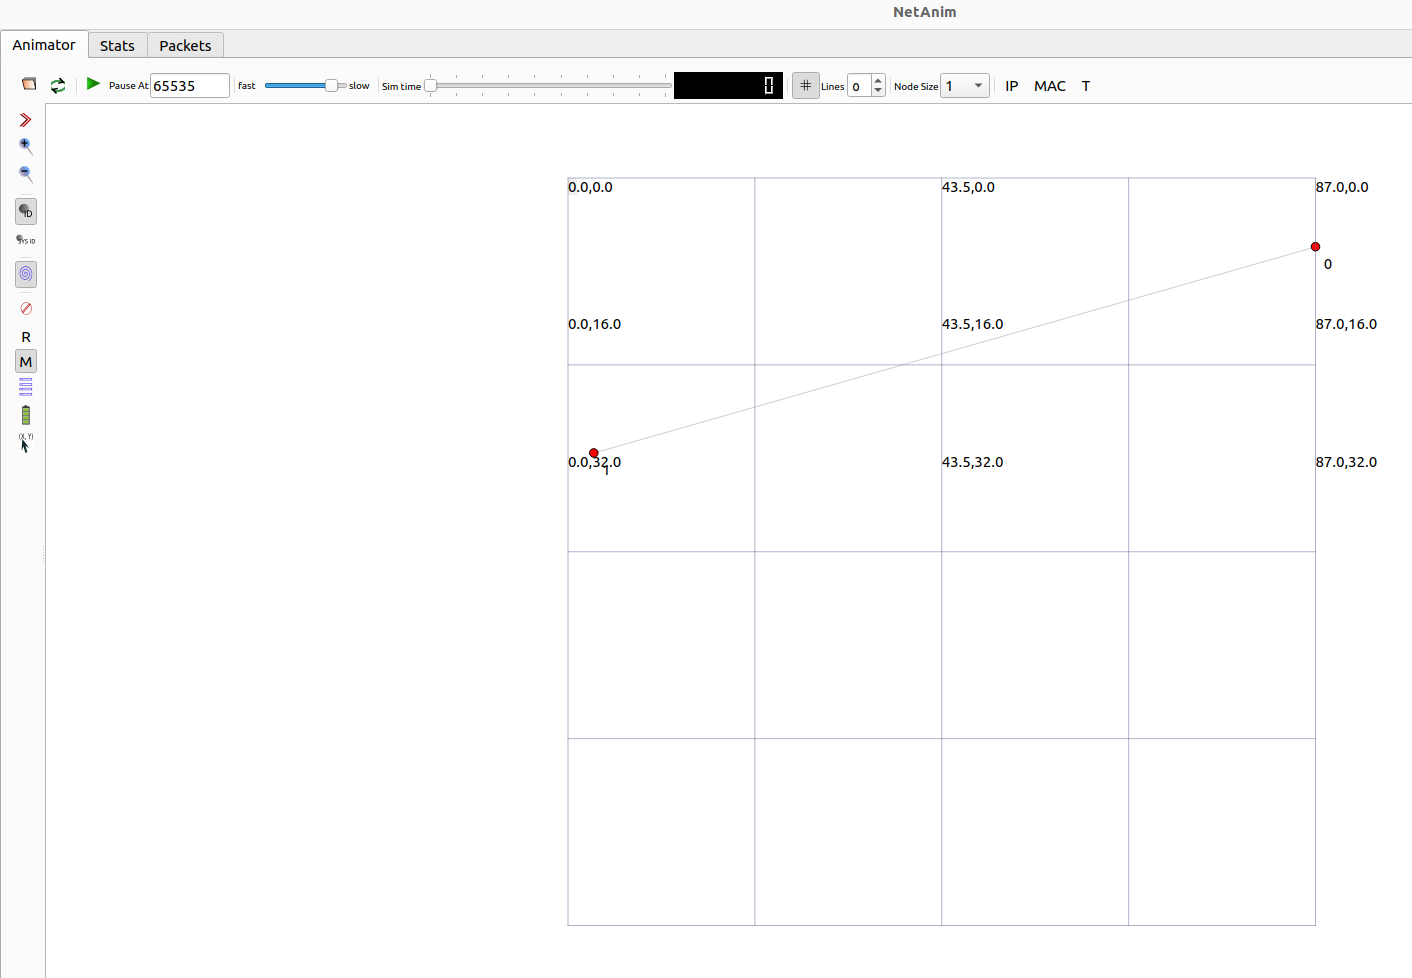 NetAnim
Animator Stats Packets
Pause At 65535 fast slow Sim time 0 # Lines 0 Node Size 1 IP MAC T
ID
SYS ID
R
M
(X, Y)
0.0,0.0 43.5,0.0 87.0,0.0
0
0.0,16.0 43.5,16.0 87.0,16.0
0.0,32.0 43.5,32.0 87.0,32.0
1